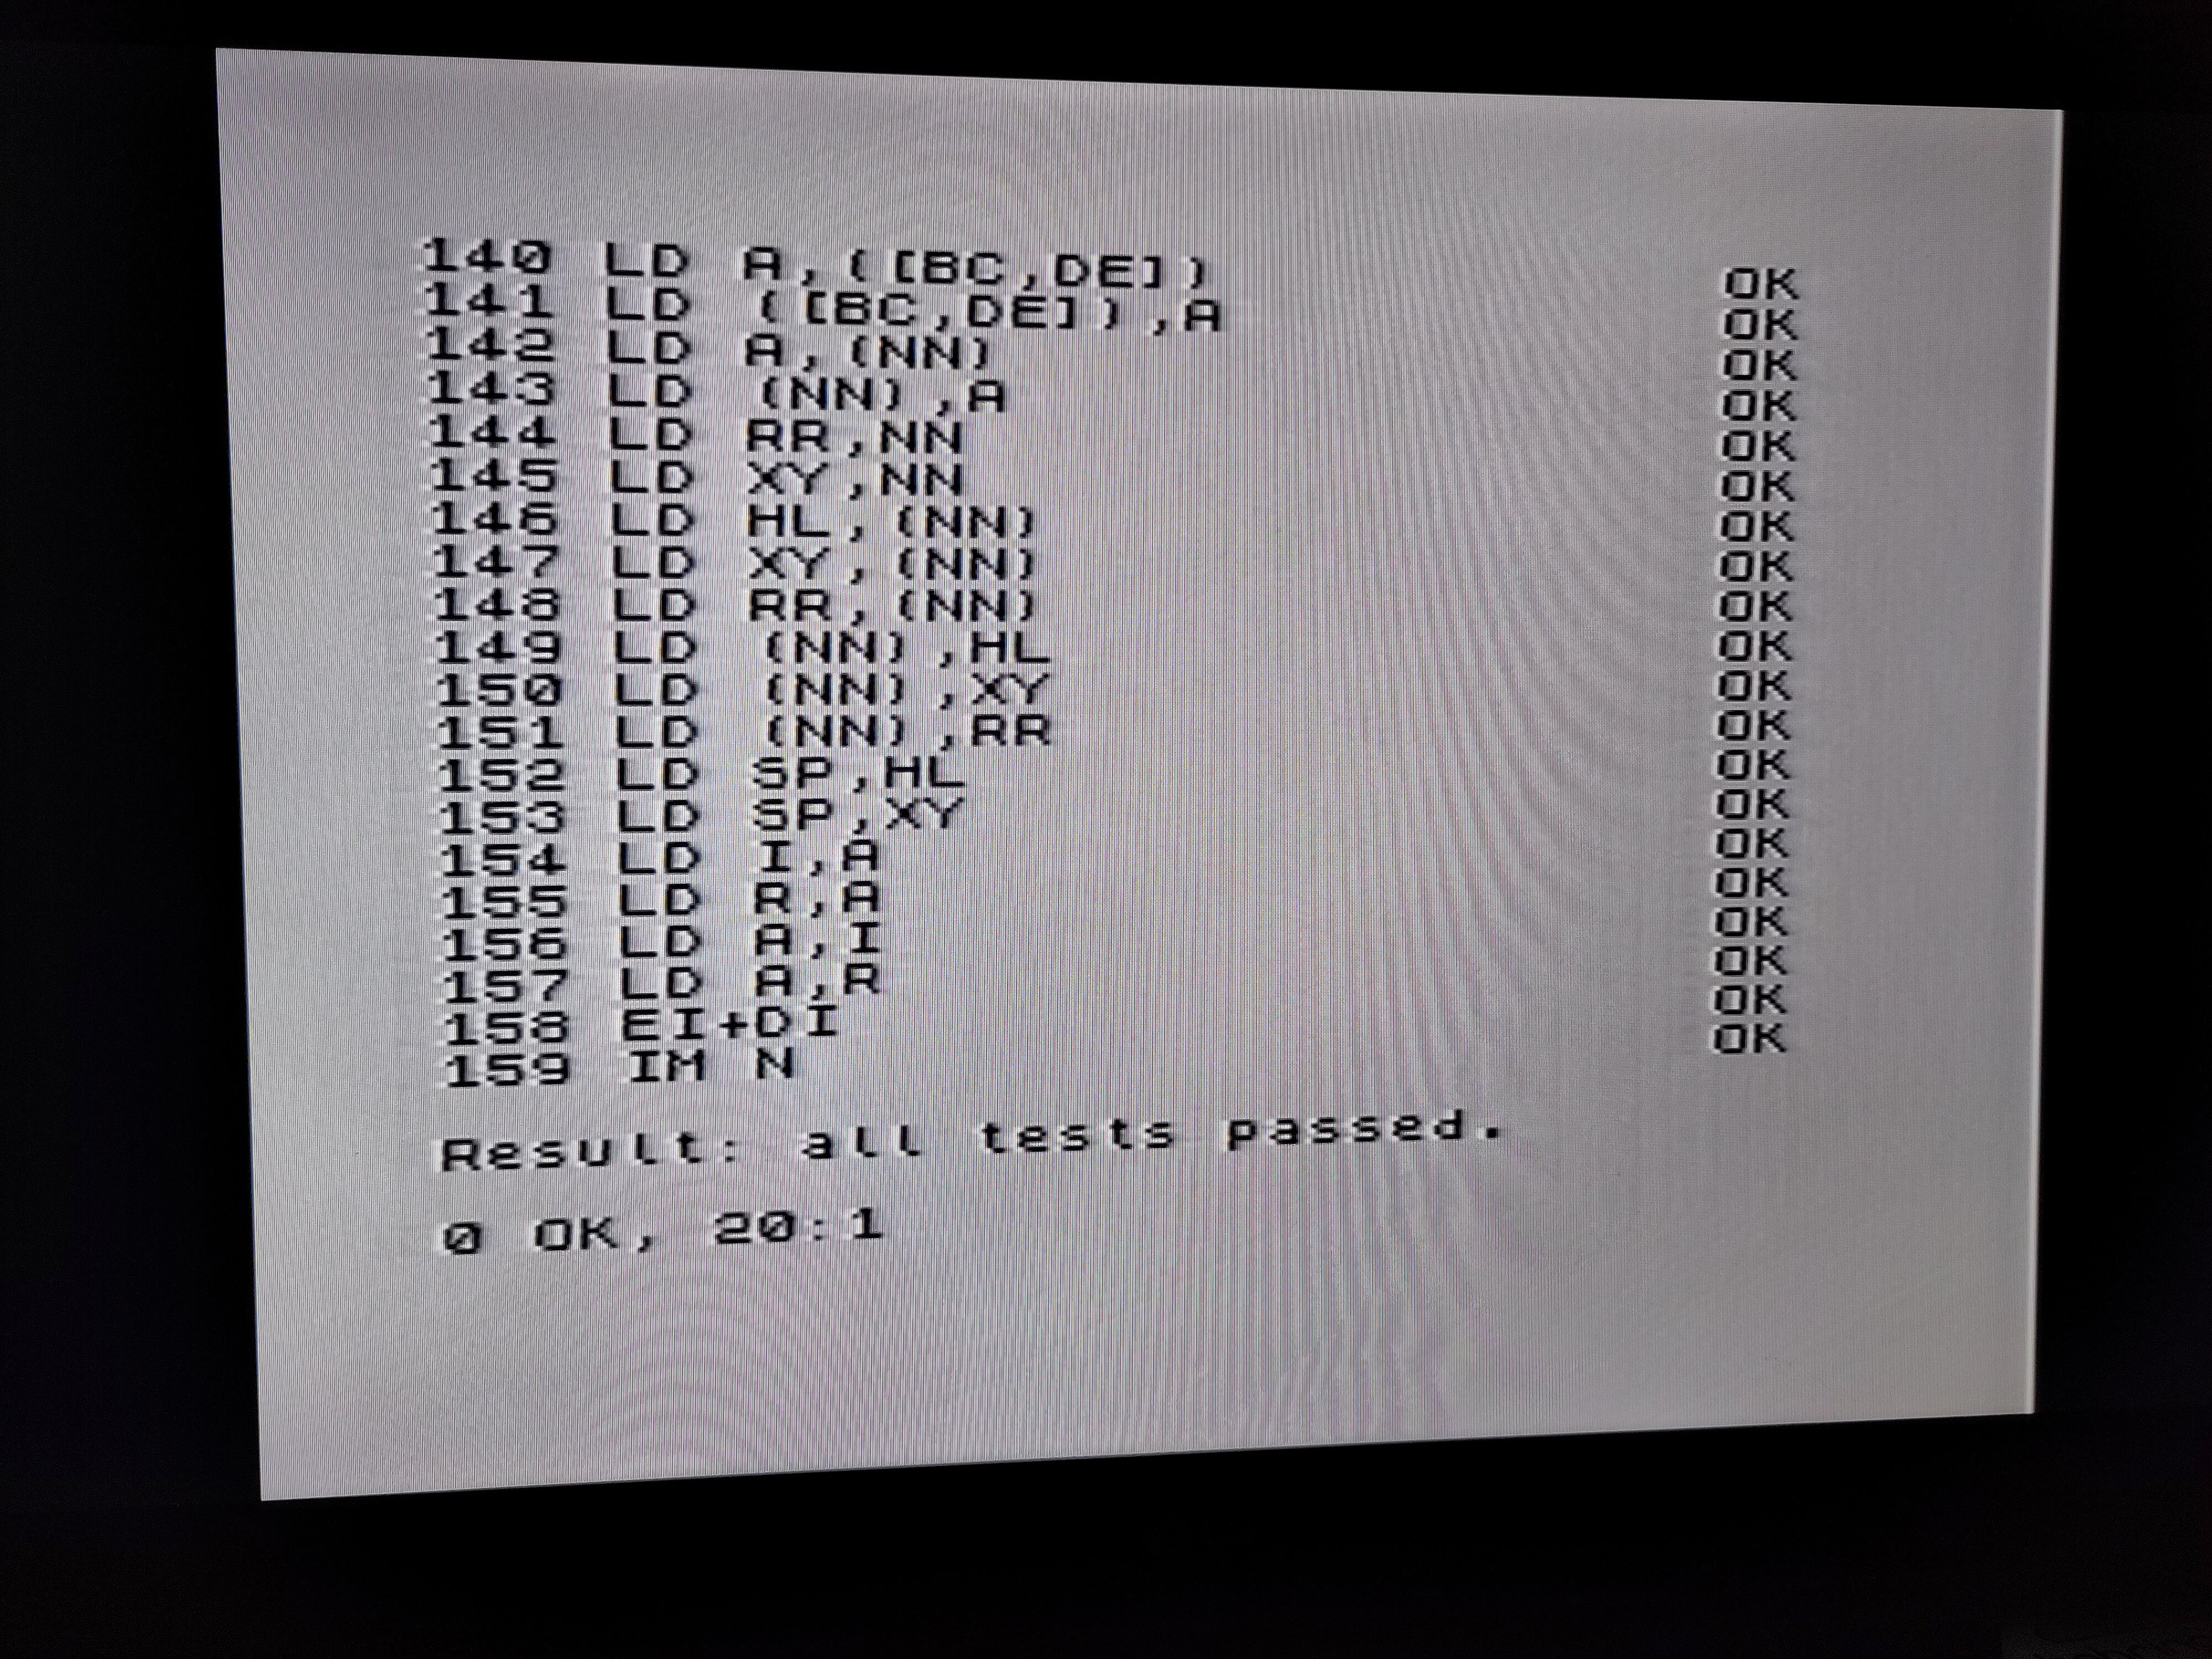 140 LD A,([BC,DE]) OK
141 LD ([BC,DE]),A OK
142 LD A,(NN) OK
143 LD (NN),A OK
144 LD RR,NN OK
145 LD XY,NN OK
146 LD HL,(NN) OK
147 LD XY,(NN) OK
148 LD RR,(NN) OK
149 LD (NN),HL OK
150 LD (NN),XY OK
151 LD (NN),RR OK
152 LD SP,HL OK
153 LD SP,XY OK
154 LD I,A OK
155 LD R,A OK
156 LD A,I OK
157 LD A,R OK
158 EI+DI OK
159 IM N OK
Result: all tests passed.
0 OK, 20:1